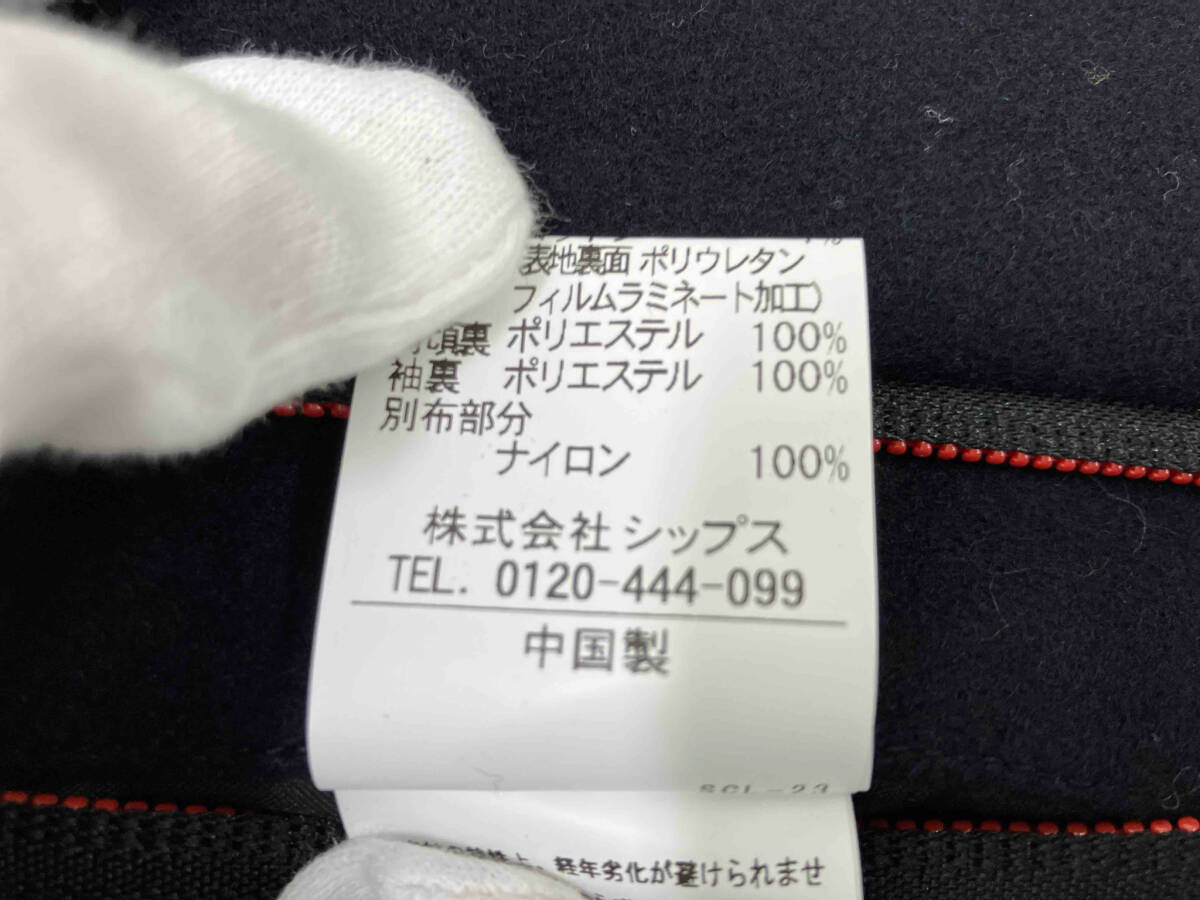 表地裏面 ポリウレタン
フィルムラミネート加工)
裏 ポリエステル 100%
袖裏 ポリエステル 100%
別布部分
ナイロン 100%
株式会社 シップス
TEL. 0120-444-099
中国製
SCL-23
経年劣化が避けられませ